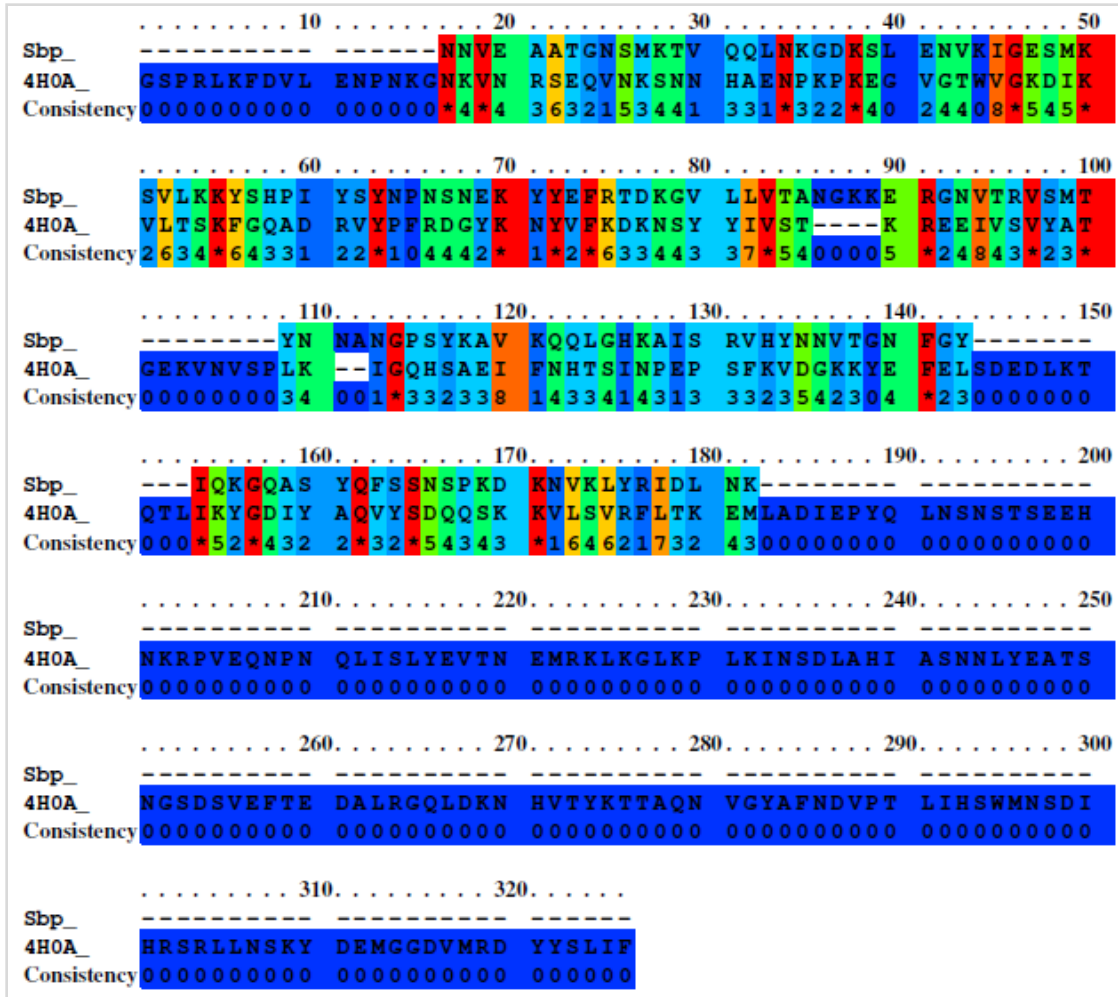 . . . . . . . . . 10 . . . . . . . . . 20 . . . . . . . . . 30 . . . . . . . . . 40 . . . . . . . . . 50
Sbp_ ---------- ------NNVE AATGNSMKTV QQLNKGDKSL ENVKIGESMK
4H0A_ GSPRLKFDVL ENPNKGNKVN RSEQVNKSNN HAENPKPKEG VGTWVGKDIK
Consistency 0000000000 000000*4*4 3632153441 331*322*40 24408*545*
. . . . . . . . . 60 . . . . . . . . . 70 . . . . . . . . . 80 . . . . . . . . . 90 . . . . . . . . . 100
Sbp_ SVLKKYSHPI YSYNPNSNEK YYEFRTDKGV LLVTANGKKE RGNVTRVSMT
4H0A_ VLTSKFGQAD RVYPFRDGYK NYVFKDKNSY YIVST----K REEIVSVYAT
Consistency 2634*64331 22*104442* 1*2*633443 37*5400005 *24843*23*
. . . . . . . . . 110 . . . . . . . . . 120 . . . . . . . . . 130 . . . . . . . . . 140 . . . . . . . . . 150
Sbp_ --------YN NANGPSYKAV KQQLGHKAIS RVHYNNVTGN FGY-------
4H0A_ GEKVNVSPLK --IGQHSAEI FNHTSINPEP SFKVDGKKYE FELSDEDLKT
Consistency 0000000034 001*332338 1433414313 3323542304 *230000000
. . . . . . . . . 160 . . . . . . . . . 170 . . . . . . . . . 180 . . . . . . . . . 190 . . . . . . . . . 200
Sbp_ ---IQKGQAS YQFSSNSPKD KNVKLYRIDL NK-------- ----------
4H0A_ QTLIKYGDIY AQVYSDQQSK KVLSVRFLTK EMLADIEPYQ LNSNSTSEEH
Consistency 000*52*432 2*32*54343 *164621732 4300000000 0000000000
. . . . . . . . . 210 . . . . . . . . . 220 . . . . . . . . . 230 . . . . . . . . . 240 . . . . . . . . . 250
Sbp_ ---------- ---------- ---------- ---------- ----------
4H0A_ NKRPVEQNPN QLISLYEVTN EMRKLKGLKP LKINSDLAHI ASNNLYEATS
Consistency 0000000000 0000000000 0000000000 0000000000 0000000000
. . . . . . . . . 260 . . . . . . . . . 270 . . . . . . . . . 280 . . . . . . . . . 290 . . . . . . . . . 300
Sbp_ ---------- ---------- ---------- ---------- ----------
4H0A_ NGSDSVEFTE DALRGQLDKN HVTYKTTAQN VGYAFNDVPT LIHSWMNSDI
Consistency 0000000000 0000000000 0000000000 0000000000 0000000000
. . . . . . . . . 310 . . . . . . . . . 320 . . . . . .
Sbp_ ---------- ---------- ------
4H0A_ HRSRLLNSKY DEMGGDVMRD YYSLIF
Consistency 0000000000 0000000000 000000